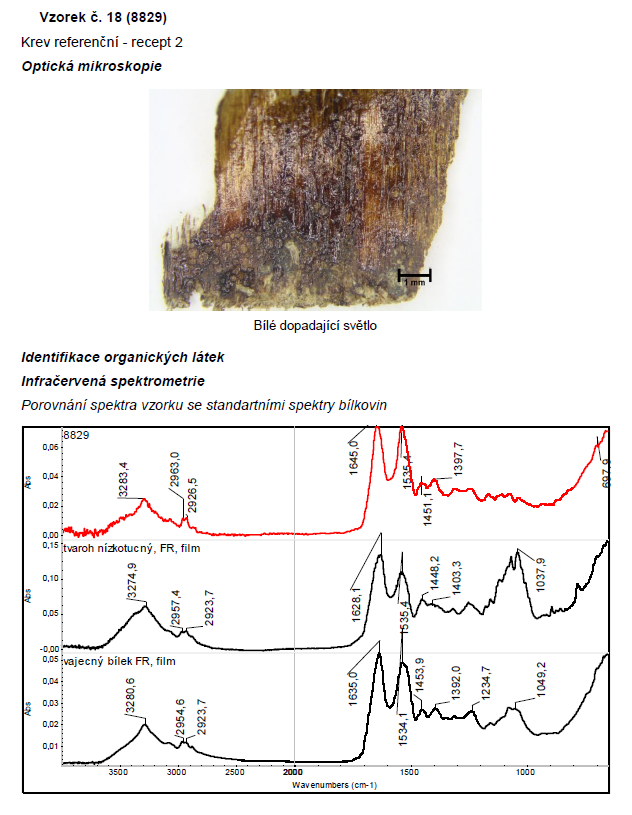 Vzorek č. 18 (8829)
Krev referenční - recept 2
Optická mikroskopie
1 mm
Bílé dopadající světlo
Identifikace organických látek
Infračervená spektrometrie
Porovnání spektra vzorku se standartními spektry bílkovin
8829
0,06
0,04
0,02
0,00
Abs
3283,4
2963,0
2926,5
1645,0
1535,4
1451,1
1397,7
697,9
tvaroh nízkotučný, FR, film
0,15
0,10
0,05
-0,00
Abs
3274,9
2957,4
2923,7
1628,1
1535,4
1448,2
1403,3
1037,9
vaječný bílek FR, film
0,05
0,04
0,03
0,02
0,01
Abs
3280,6
2954,6
2923,7
1635,0
1534,1
1453,9
1392,0
1234,7
1049,2
3500 3000 2500 2000 1500 1000
Wavenumbers (cm-1)